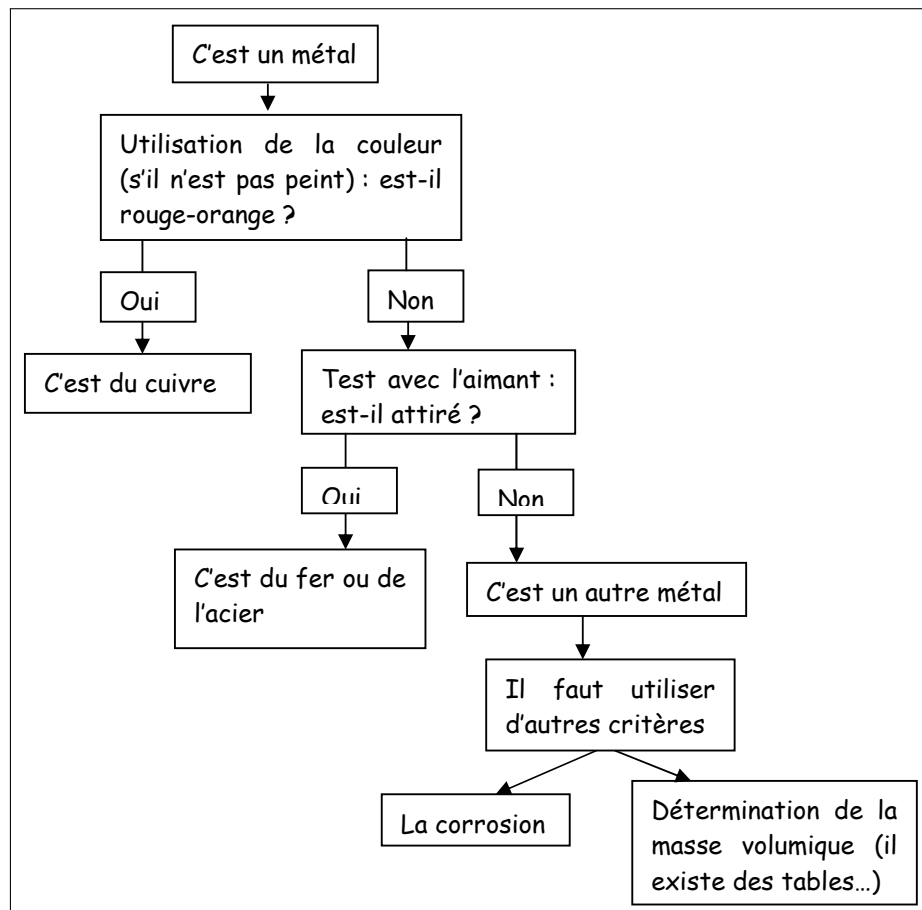 C'est un métal
Utilisation de la couleur
(s'il n'est pas peint) : est-il
rouge-orange ?
Oui
Non
C'est du cuivre
Test avec l'aimant :
est-il attiré ?
Oui
Non
C'est du fer ou de
l'acier
C'est un autre métal
Il faut utiliser
d'autres critères
La corrosion
Détermination de la
masse volumique (il
existe des tables…)